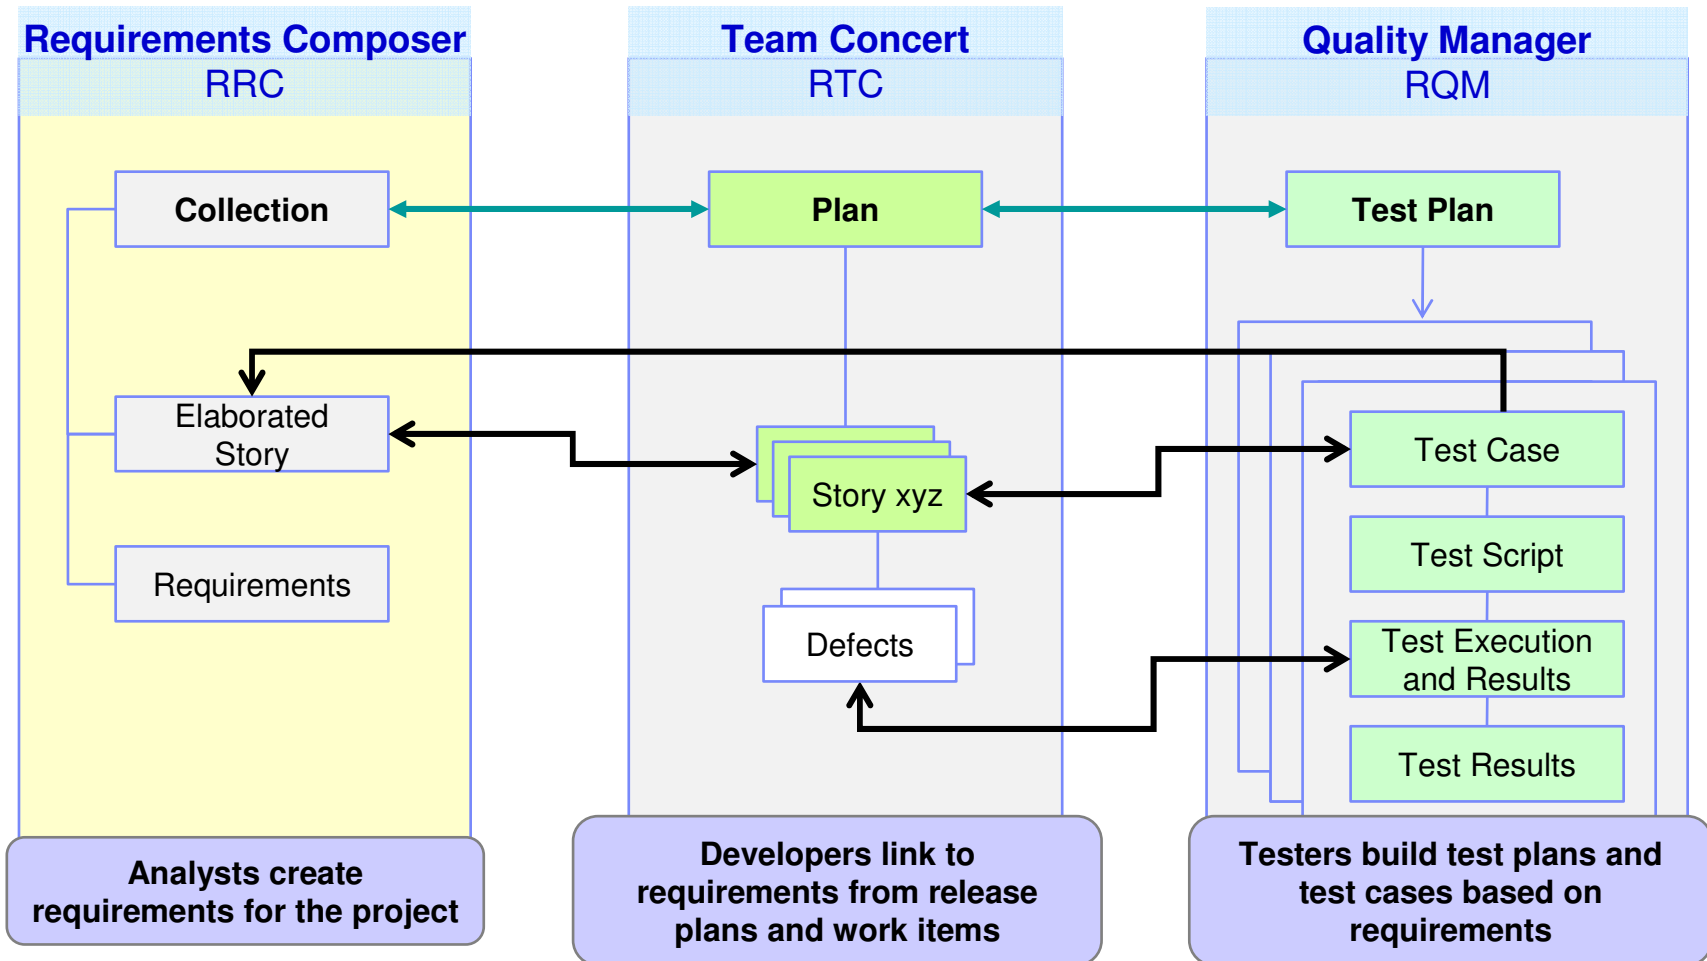 Requirements Composer
RRC
Team Concert
RTC
Quality Manager
RQM
Collection
Plan
Test Plan
Elaborated
Story
Story xyz
Test Case
Test Script
Requirements
Defects
Test Execution
and Results
Test Results
Analysts create
requirements for the project
Developers link to
requirements from release
plans and work items
Testers build test plans and
test cases based on
requirements